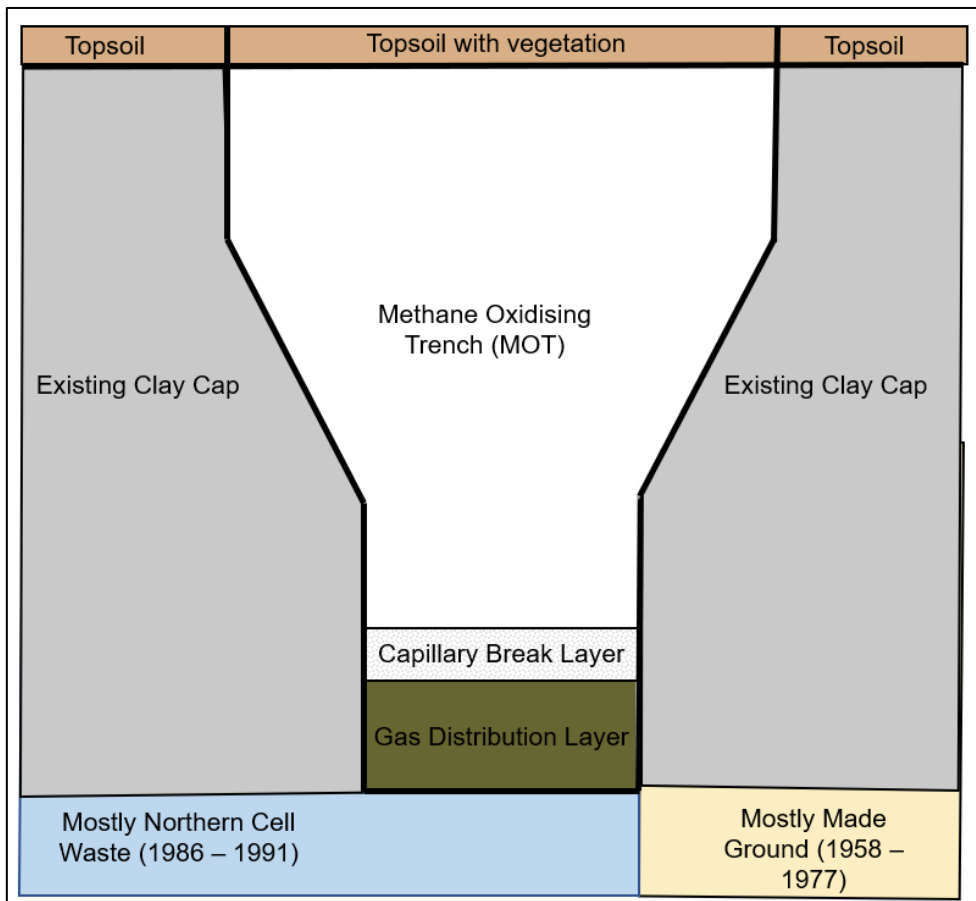 Topsoil
Topsoil with vegetation
Topsoil
Methane Oxidising
Trench (MOT)
Existing Clay Cap
Existing Clay Cap
Capillary Break Layer
Gas Distribution Layer
Mostly Northern Cell
Waste (1986 – 1991)
Mostly Made
Ground (1958 –
1977)